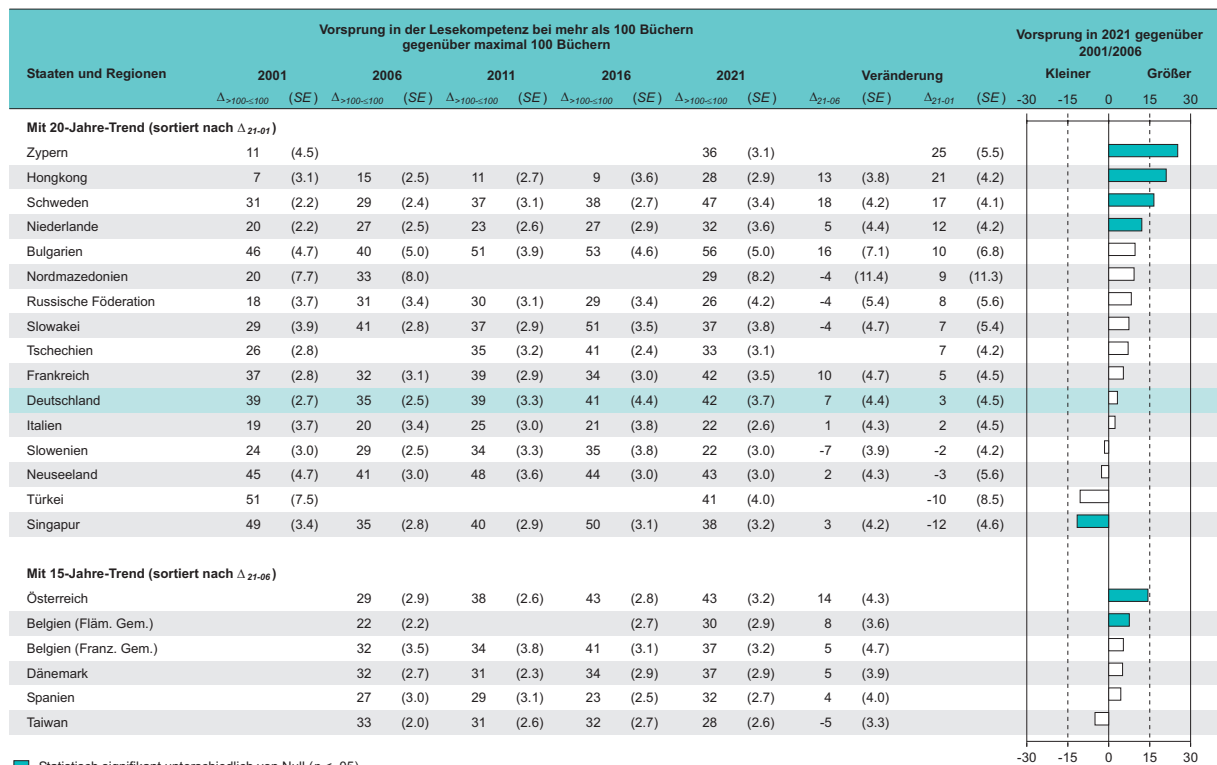 Vorsprung in der Lesekompetenz bei mehr als 100 Büchern
gegenüber maximal 100 Büchern
Vorsprung in 2021 gegenüber
2001/2006
Staaten und Regionen 2001 2006 2011 2016 2021 Veränderung Kleiner Größer
Δ>100-≤100 (SE) Δ>100-≤100 (SE) Δ>100-≤100 (SE) Δ>100-≤100 (SE) Δ>100-≤100 (SE) Δ21-06 (SE) Δ21-01 (SE) -30 -15 0 15 30
Mit 20-Jahre-Trend (sortiert nach Δ21-01)
Zypern 11 (4.5) 36 (3.1) 25 (5.5)
Hongkong 7 (3.1) 15 (2.5) 11 (2.7) 9 (3.6) 28 (2.9) 13 (3.8) 21 (4.2)
Schweden 31 (2.2) 29 (2.4) 37 (3.1) 38 (2.7) 47 (3.4) 18 (4.2) 17 (4.1)
Niederlande 20 (2.2) 27 (2.5) 23 (2.6) 27 (2.9) 32 (3.6) 5 (4.4) 12 (4.2)
Bulgarien 46 (4.7) 40 (5.0) 51 (3.9) 53 (4.6) 56 (5.0) 16 (7.1) 10 (6.8)
Nordmazedonien 20 (7.7) 33 (8.0) 29 (8.2) -4 (11.4) 9 (11.3)
Russische Föderation 18 (3.7) 31 (3.4) 30 (3.1) 29 (3.4) 26 (4.2) -4 (5.4) 8 (5.6)
Slowakei 29 (3.9) 41 (2.8) 37 (2.9) 51 (3.5) 37 (3.8) -4 (4.7) 7 (5.4)
Tschechien 26 (2.8) 35 (3.2) 41 (2.4) 33 (3.1) 7 (4.2)
Frankreich 37 (2.8) 32 (3.1) 39 (2.9) 34 (3.0) 42 (3.5) 10 (4.7) 5 (4.5)
Deutschland 39 (2.7) 35 (2.5) 39 (3.3) 41 (4.4) 42 (3.7) 7 (4.4) 3 (4.5)
Italien 19 (3.7) 20 (3.4) 25 (3.0) 21 (3.8) 22 (2.6) 1 (4.3) 2 (4.5)
Slowenien 24 (3.0) 29 (2.5) 34 (3.3) 35 (3.8) 22 (3.0) -7 (3.9) -2 (4.2)
Neuseeland 45 (4.7) 41 (3.0) 48 (3.6) 44 (3.0) 43 (3.0) 2 (4.3) -3 (5.6)
Türkei 51 (7.5) 41 (4.0) -10 (8.5)
Singapur 49 (3.4) 35 (2.8) 40 (2.9) 50 (3.1) 38 (3.2) 3 (4.2) -12 (4.6)
Mit 15-Jahre-Trend (sortiert nach Δ21-06)
Österreich 29 (2.9) 38 (2.6) 43 (2.8) 43 (3.2) 14 (4.3)
Belgien (Fläm. Gem.) 22 (2.2) (2.7) 30 (2.9) 8 (3.6)
Belgien (Franz. Gem.) 32 (3.5) 34 (3.8) 41 (3.1) 37 (3.2) 5 (4.7)
Dänemark 32 (2.7) 31 (2.3) 34 (2.9) 37 (2.9) 5 (3.9)
Spanien 27 (3.0) 29 (3.1) 23 (2.5) 32 (2.7) 4 (4.0)
Taiwan 33 (2.0) 31 (2.6) 32 (2.7) 28 (2.6) -5 (3.3)
-30 -15 0 15 30